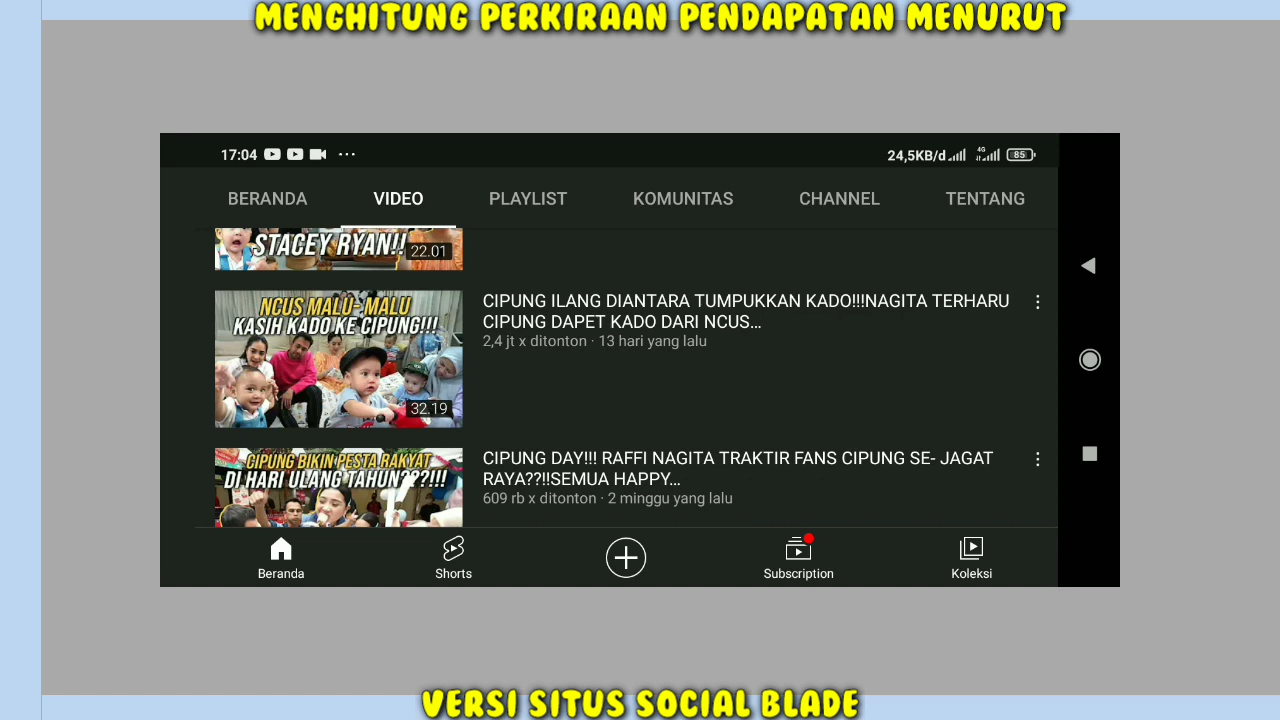 MENGHITUNG PERKIRAAN PENDAPATAN MENURUT
17:04
24,5KB/d
4G
85
BERANDA
VIDEO
PLAYLIST
KOMUNITAS
CHANNEL
TENTANG
STACEY RYAN!!
22.01
NCUS MALU- MALU
KASIH KADO KE CIPUNG!!!
32.19
CIPUNG ILANG DIANTARA TUMPUKKAN KADO!!!NAGITA TERHARU
CIPUNG DAPET KADO DARI NCUS...
2,4 jt x ditonton · 13 hari yang lalu
CIPUNG BIKIN PESTA RAKYAT
DI HARI ULANG TAHUN???!!!
CIPUNG DAY!!! RAFFI NAGITA TRAKTIR FANS CIPUNG SE- JAGAT
RAYA??!!SEMUA HAPPY...
609 rb x ditonton · 2 minggu yang lalu
Beranda
Shorts
Subscription
Koleksi
VERSI SITUS SOCIAL BLADE